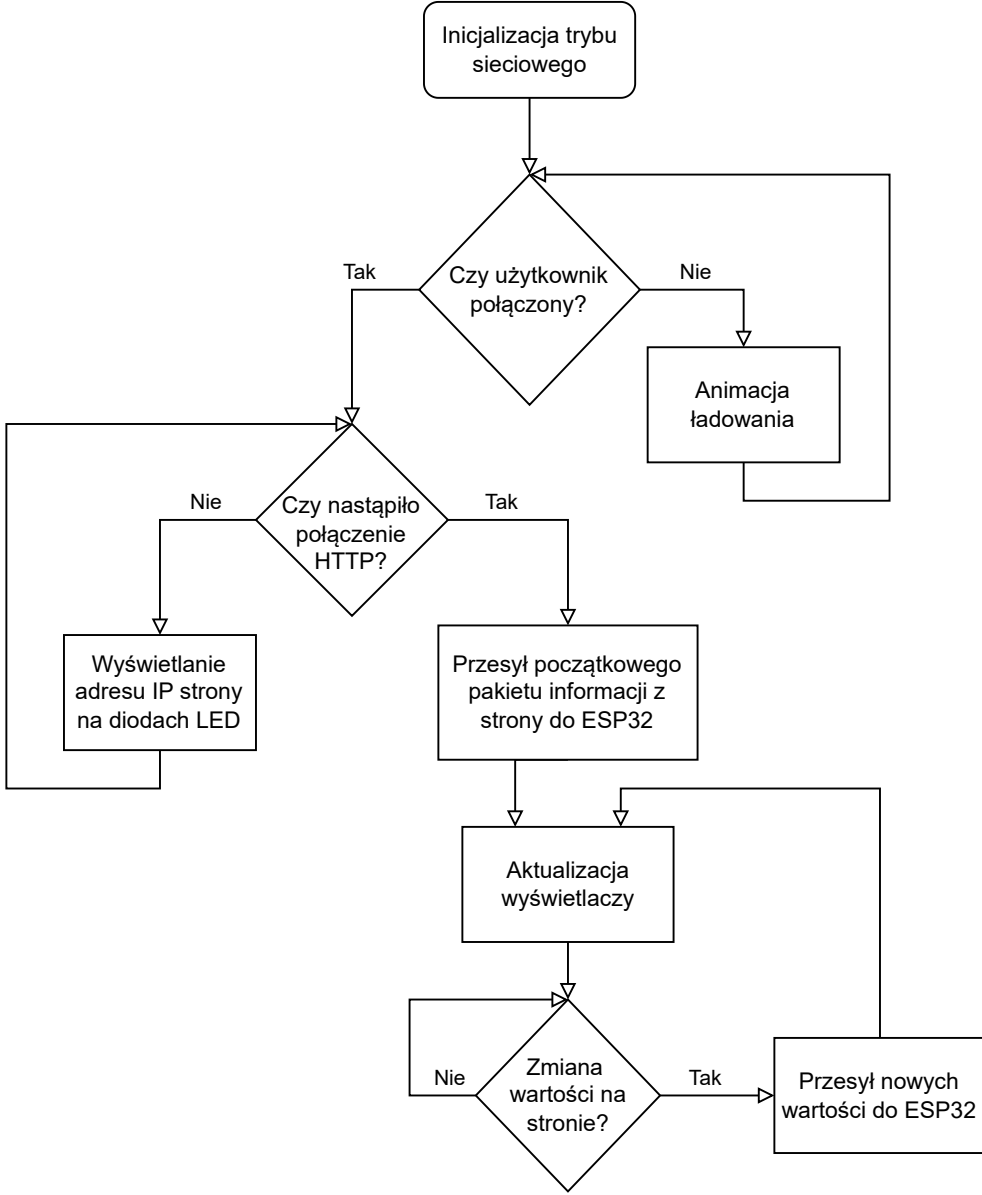 Inicjalizacja trybu
sieciowego
Czy użytkownik
połączony?
Tak
Nie
Animacja
ładowania
Czy nastąpiło
połączenie
HTTP?
Nie
Tak
Wyświetlanie
adresu IP strony
na diodach LED
Przesył początkowego
pakietu informacji z
strony do ESP32
Aktualizacja
wyświetlaczy
Zmiana
wartości na
stronie?
Nie
Tak
Przesył nowych
wartości do ESP32